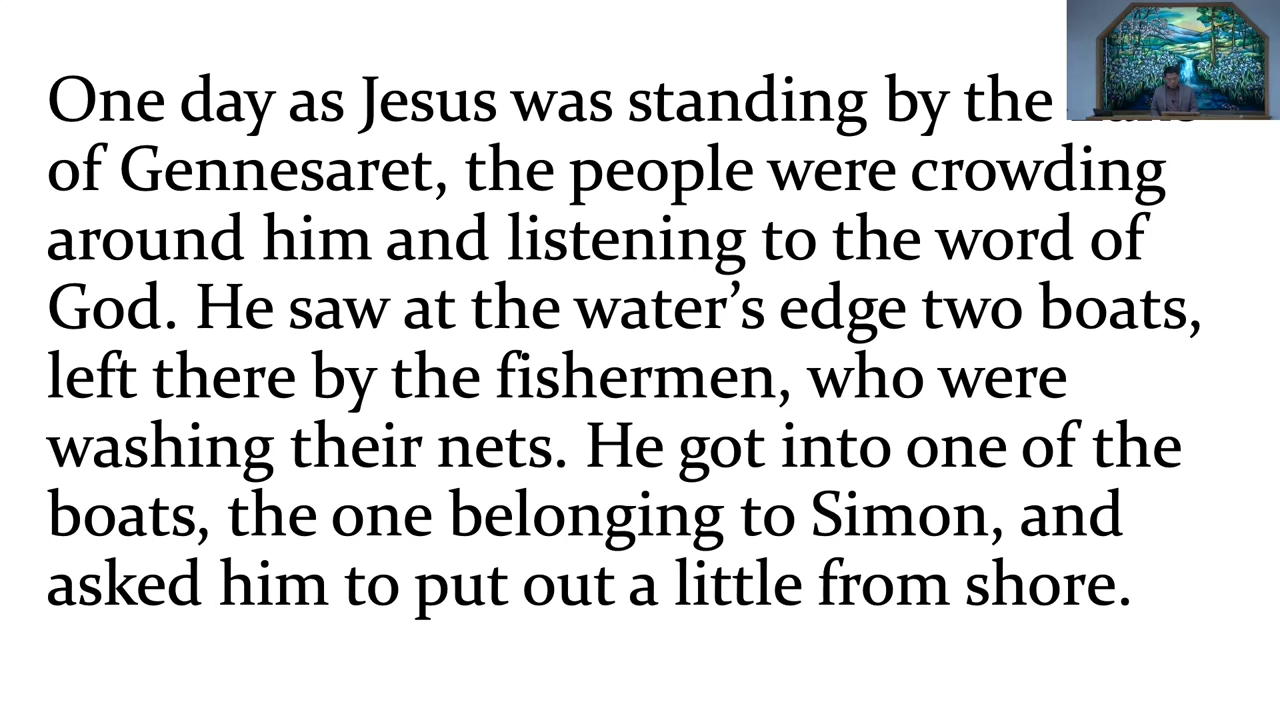 One day as Jesus was standing by the
of Gennesaret, the people were crowding
around him and listening to the word of
God. He saw at the water’s edge two boats,
left there by the fishermen, who were
washing their nets. He got into one of the
boats, the one belonging to Simon, and
asked him to put out a little from shore.